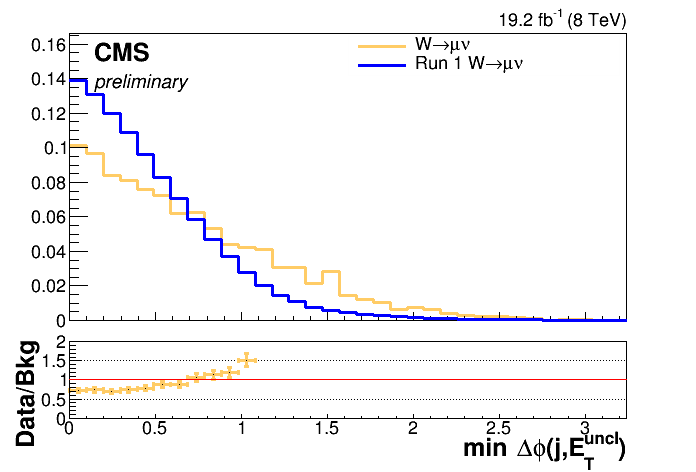 19.2 fb⁻¹ (8 TeV)
CMS
preliminary
W→μν
Run 1 W→μν
0.16
0.14
0.12
0.1
0.08
0.06
0.04
0.02
0
Data/Bkg
2
1.5
1
0.5
0
0 0.5 1 1.5 2 2.5 3
min Δϕ(j,E_T^uncl)